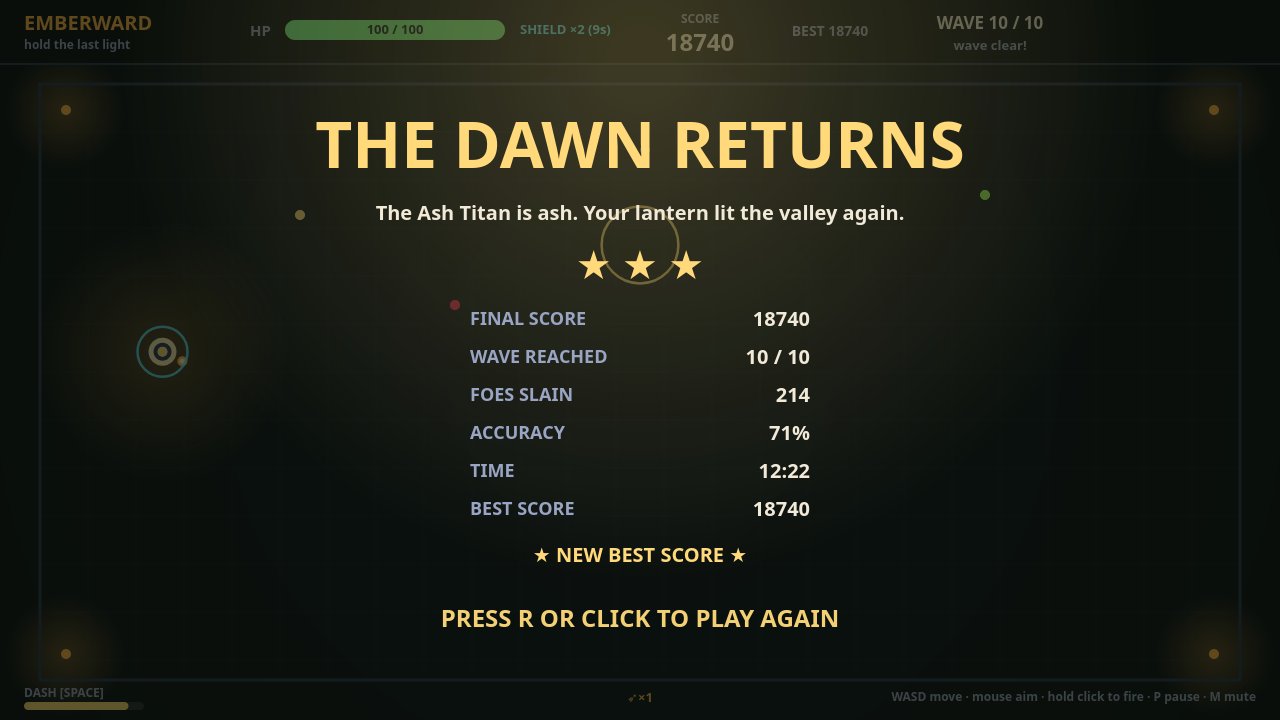 EMBERWARD
hold the last light
HP
100 / 100
SHIELD ×2 (9s)
SCORE
18740
BEST 18740
WAVE 10 / 10
wave clear!
THE DAWN RETURNS
The Ash Titan is ash. Your lantern lit the valley again.
★ ★ ★
FINAL SCORE 18740
WAVE REACHED 10 / 10
FOES SLAIN 214
ACCURACY 71%
TIME 12:22
BEST SCORE 18740
★ NEW BEST SCORE ★
PRESS R OR CLICK TO PLAY AGAIN
DASH [SPACE]
×1
WASD move · mouse aim · hold click to fire · P pause · M mute